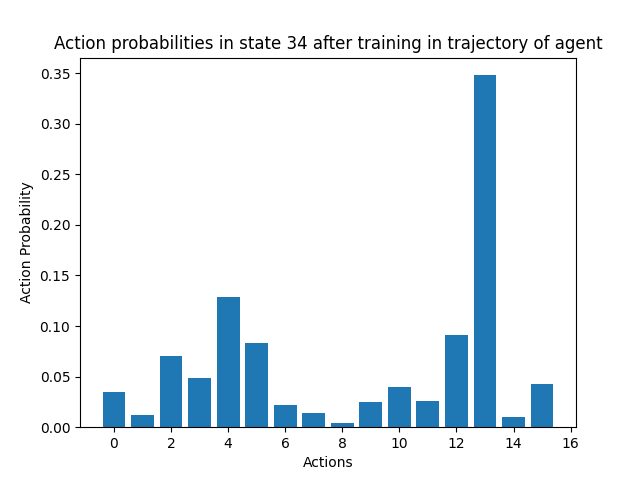 Action probabilities in state 34 after training in trajectory of agent
0.35
0.30
0.25
0.20
0.15
0.10
0.05
0.00
Action Probability
0 2 4 6 8 10 12 14 16
Actions